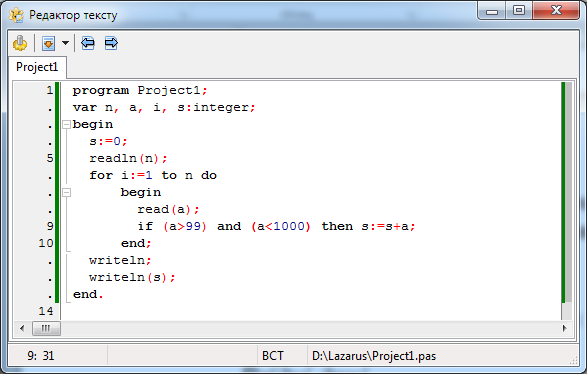 Редактор тексту
Project1
1 program Project1;
. var n, a, i, s:integer;
. begin
. s:=0;
5 readln(n);
. for i:=1 to n do
. begin
. read(a);
9 if (a>99) and (a<1000) then s:=s+a;
10 end;
. writeln;
. writeln(s);
. end.
14
9: 31 ВСТ D:\Lazarus\Project1.pas